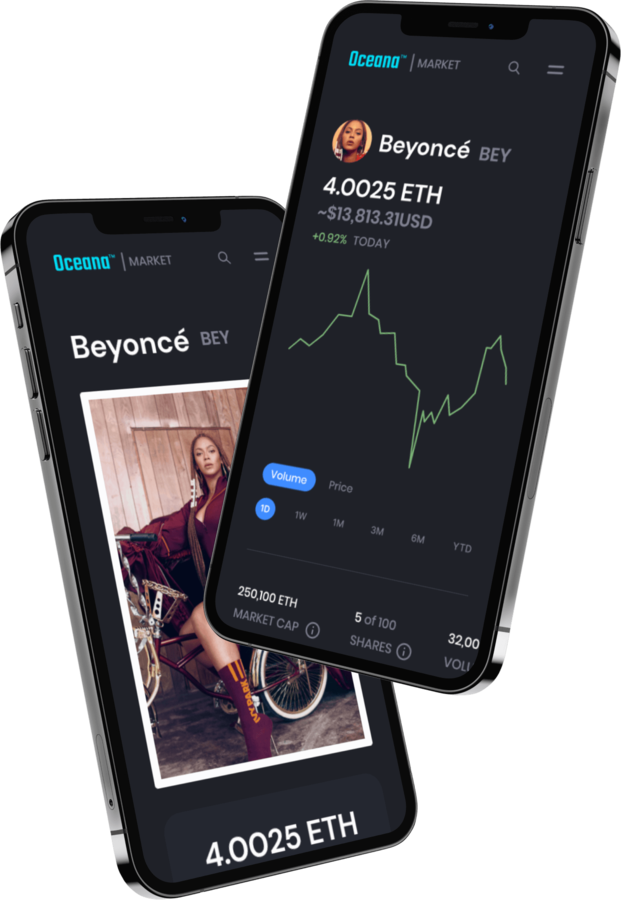 Oceana™ | MARKET
Beyoncé BEY
4.0025 ETH
~$13,813.31USD
+0.92% TODAY
Volume Price
1D 1W 1M 3M 6M YTD
250,100 ETH
MARKET CAP
5 of 100
SHARES
32,00
VOLU
Oceana™ | MARKET
Beyoncé BEY
IVY PARK
4.0025 ETH